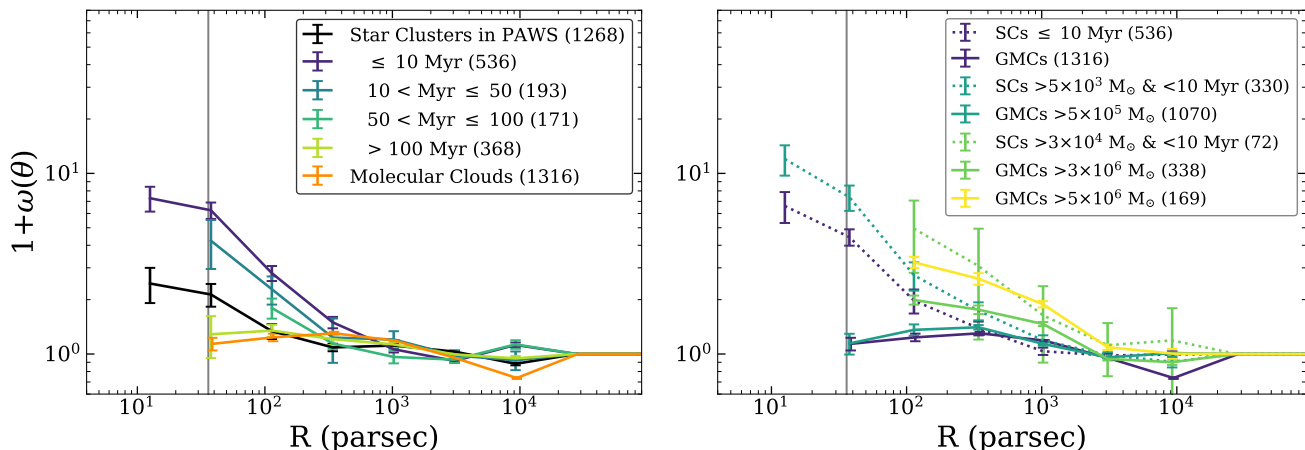 1+ω(θ)
10¹
10⁰
Star Clusters in PAWS (1268)
≤ 10 Myr (536)
10 < Myr ≤ 50 (193)
50 < Myr ≤ 100 (171)
> 100 Myr (368)
Molecular Clouds (1316)
10¹ 10² 10³ 10⁴
R (parsec)
10¹
10⁰
SCs ≤ 10 Myr (536)
GMCs (1316)
SCs >5×10³ M☉ & <10 Myr (330)
GMCs >5×10⁵ M☉ (1070)
SCs >3×10⁴ M☉ & <10 Myr (72)
GMCs >3×10⁶ M☉ (338)
GMCs >5×10⁶ M☉ (169)
10¹ 10² 10³ 10⁴
R (parsec)